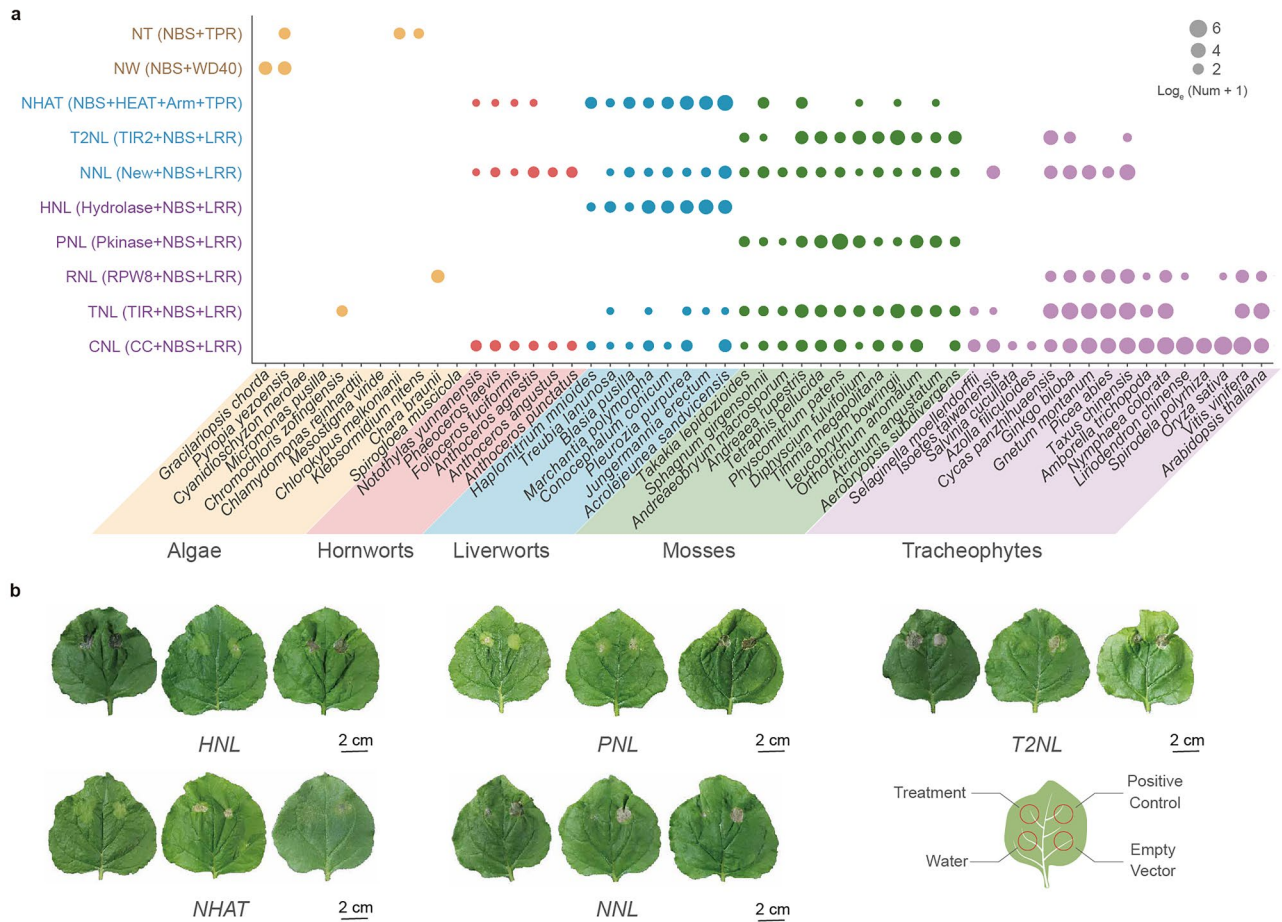 a
NT (NBS+TPR)
NW (NBS+WD40)
NHAT (NBS+HEAT+Arm+TPR)
T2NL (TIR2+NBS+LRR)
NNL (New+NBS+LRR)
HNL (Hydrolase+NBS+LRR)
PNL (Pkinase+NBS+LRR)
RNL (RPW8+NBS+LRR)
TNL (TIR+NBS+LRR)
CNL (CC+NBS+LRR)
6
4
2
Loge (Num + 1)
Gracilariopsis chorda
Pyropia yezoensis
Cyanidioschyzon merolae
Micromonas pusilla
Chromochloris zofingiensis
Chlamydomonas reinhardtii
Mesostigma viride
Chlorokybus melkonianii
Klebsormidium nitens
Spirogloea muscicola
Chara braunii
Nothylas yunnanensis
Phaeoceros laevis
Folioceros fuciformis
Anthoceros agrestis
Anthoceros angustus
Anthoceros punctatus
Haplomitrium mnioides
Treubia lacunosa
Blasia pusilla
Marchantia polymorpha
Conocephalum conicum
Pleurozia purpurea
Jungermannia erectum
Acrolejeunea sandvicensis
Takakia lepidozioides
Sphagnum girgensohnii
Andreaeobryum macrosporum
Andreaea rupestris
Tetraphis pellucida
Physcomitrium patens
Diphyscium fulvifolium
Timmia megapolitana
Leucobryum bowringii
Orthotrichum normalium
Atrichum angustatum
Aerobryopsis subdivergens
Selaginella moellendorffii
Isoetes taiwanensis
Salvinia cucullata
Azolla filiculoides
Cycas panzhihuaensis
Ginkgo biloba
Gnetum montanum
Picea abies
Taxus chinensis
Amborella trichopoda
Nymphaea colorata
Liriodendron chinense
Spirodela polyrhiza
Oryza sativa
Vitis vinifera
Arabidopsis thaliana
Algae
Hornworts
Liverworts
Mosses
Tracheophytes
b
HNL
2 cm
PNL
2 cm
T2NL
2 cm
NHAT
2 cm
NNL
2 cm
Treatment
Positive
Control
Water
Empty
Vector